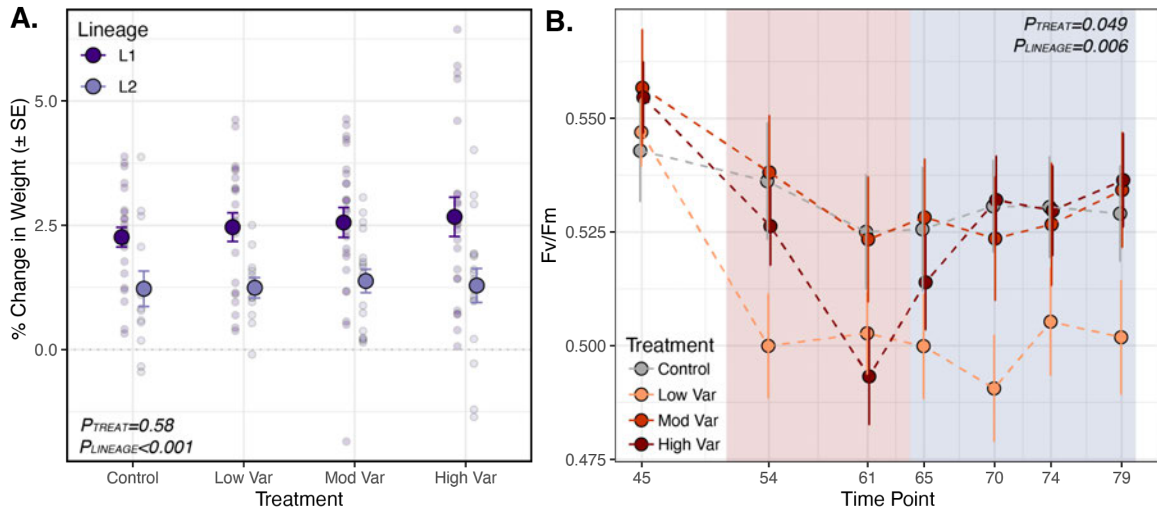 A.
Lineage
L1
L2
% Change in Weight (± SE)
5.0
2.5
0.0
PTREAT=0.58
PLINEAGE<0.001
Control
Low Var
Mod Var
High Var
Treatment
B.
PTREAT=0.049
PLINEAGE=0.006
Fv/Fm
0.550
0.525
0.500
0.475
Treatment
Control
Low Var
Mod Var
High Var
45
54
61
65
70
74
79
Time Point